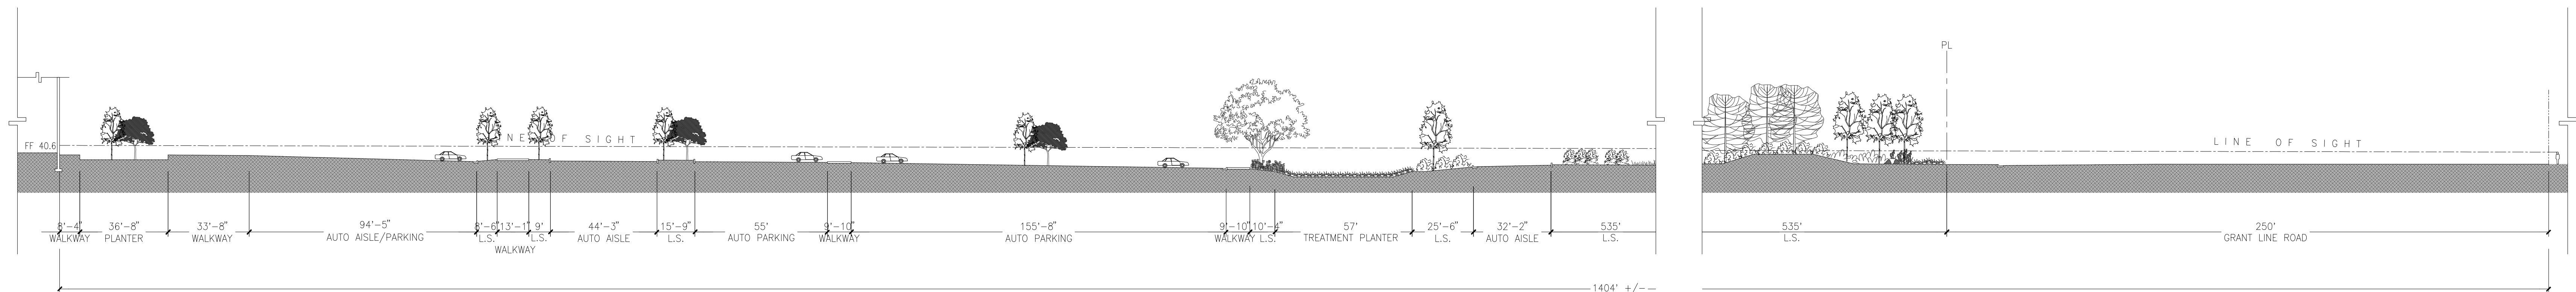 PL
FF 40.6
NE OF SIGHT
LINE OF SIGHT
8'-4" 36'-8" 33'-8" 94'-5" 8'-6" 13'-1" 9' 44'-3" 15'-9" 55' 9'-10" 155'-8" 9'-10" 10'-4" 57' 25'-6" 32'-2" 535' 535' 250'
WALKWAY PLANTER WALKWAY AUTO AISLE/PARKING L.S. L.S. AUTO AISLE L.S. AUTO PARKING WALKWAY AUTO PARKING WALKWAY L.S. TREATMENT PLANTER L.S. AUTO AISLE L.S. L.S. GRANT LINE ROAD
WALKWAY
1404' +/-